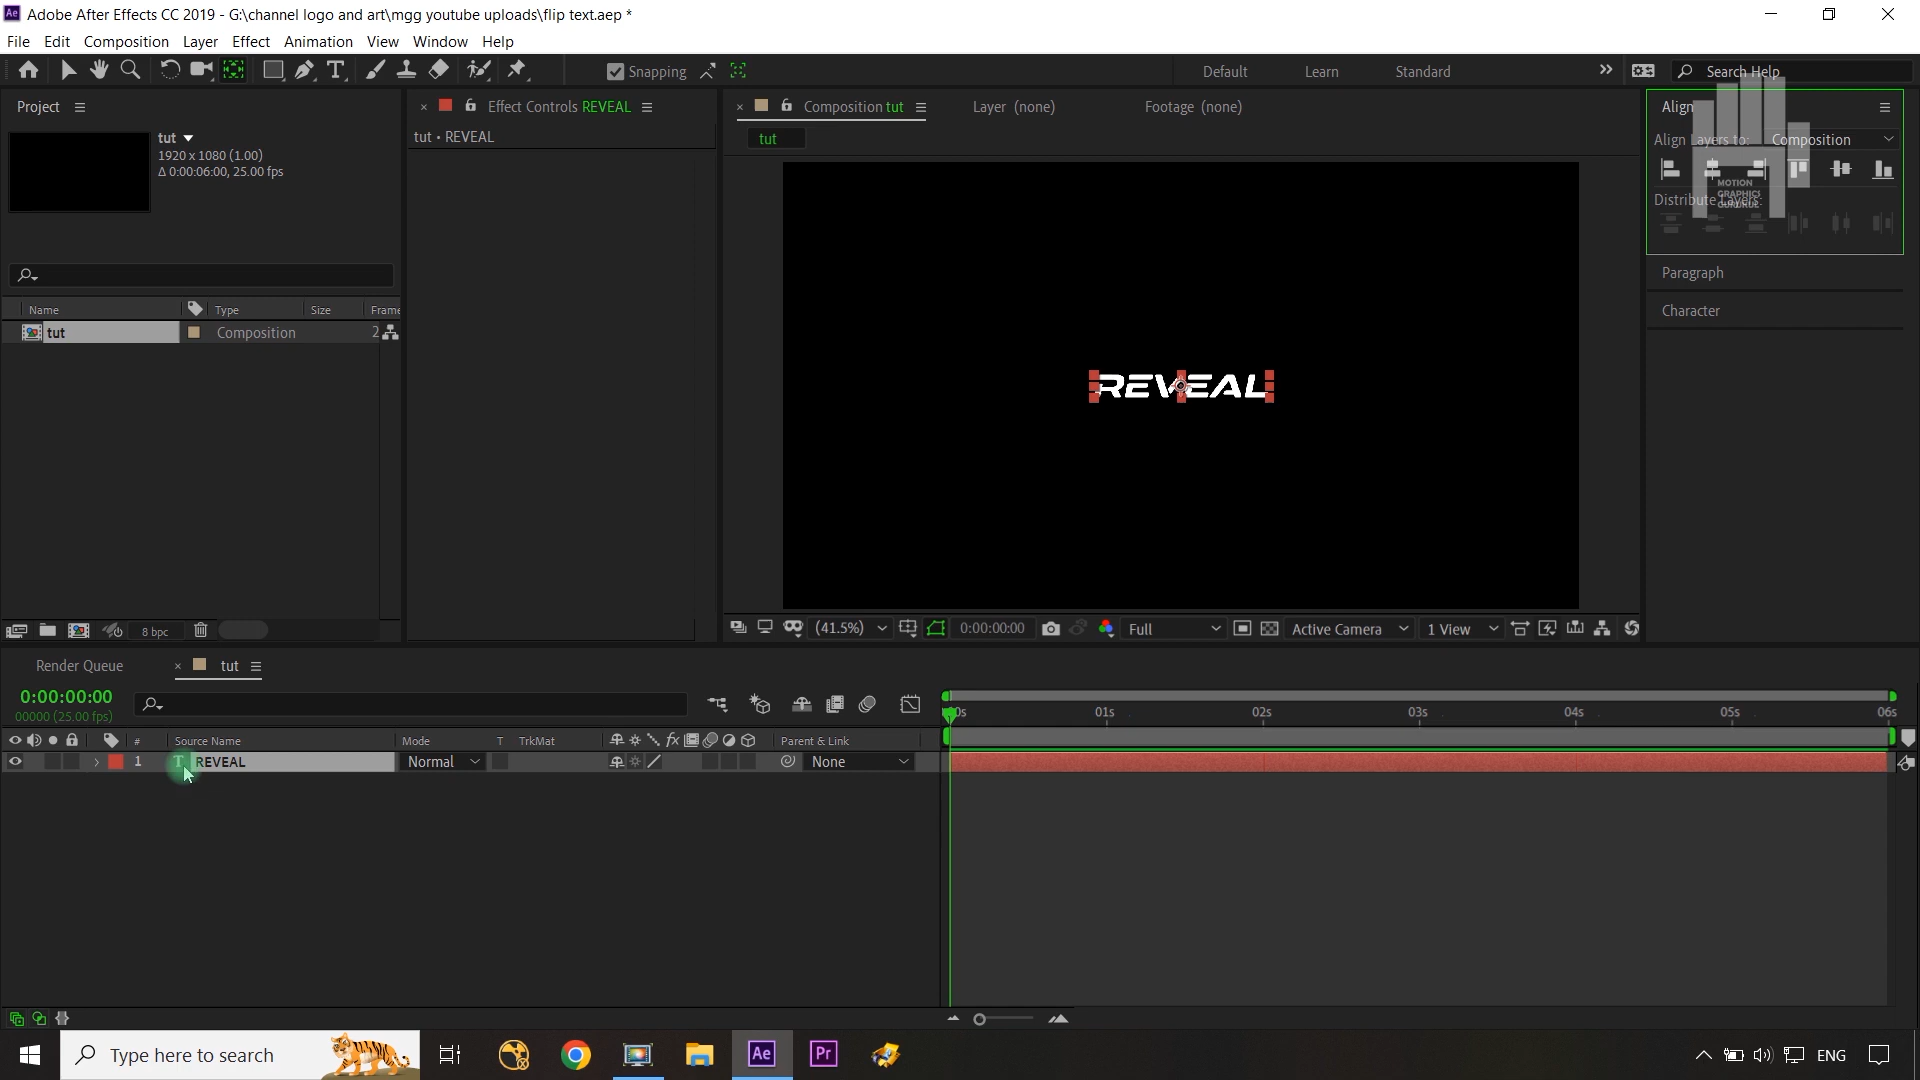 Ae Adobe After Effects CC 2019 - G:\channel logo and art\mgg youtube uploads\flip text.aep *
File Edit Composition Layer Effect Animation View Window Help
Snapping Default Learn Standard Search Help
Project
Effect Controls REVEAL
Composition tut
Layer (none)
Footage (none)
Align
tut
1920 x 1080 (1.00)
Δ 0:00:06:00, 25.00 fps
tut • REVEAL
tut
Align Layers to: Composition
MOTION
GRAPHICS
GURUKUL
Distribute Layers:
Paragraph
Character
Name Type Size Frame
tut Composition 2
REVEAL
8 bpc
(41.5%) 0:00:00:00 Full Active Camera 1 View
Render Queue tut
0:00:00:00
00000 (25.00 fps)
01s 02s 03s 04s 05s 06s
# Source Name Mode T TrkMat fx Parent & Link
1 T REVEAL Normal None
Type here to search Ae Pr ENG